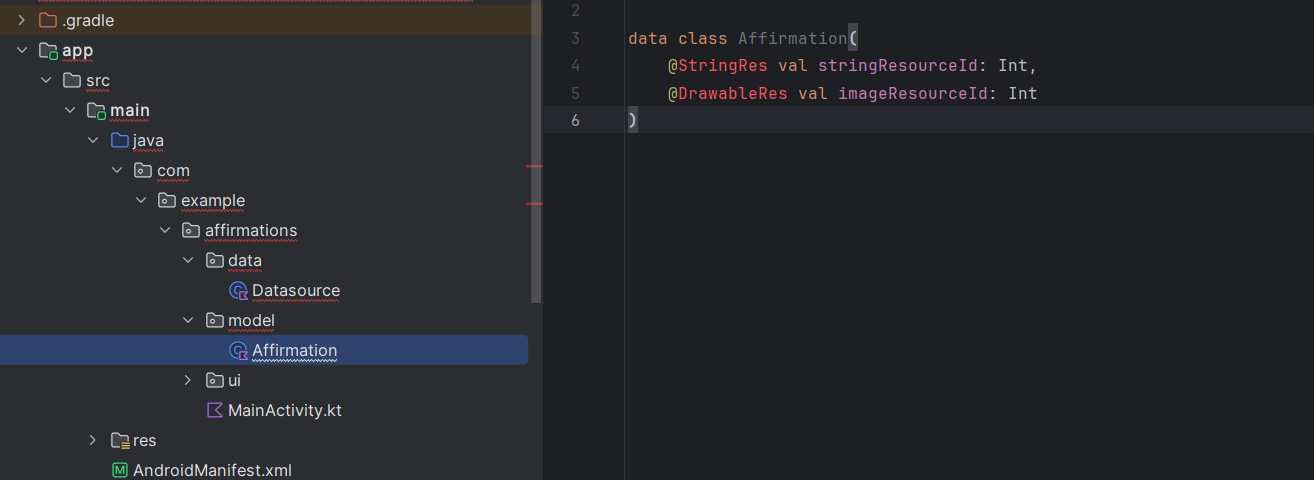 .gradle
app
src
main
java
com
example
affirmations
data
Datasource
model
Affirmation
ui
MainActivity.kt
res
AndroidManifest.xml
2
3 data class Affirmation(
4     @StringRes val stringResourceId: Int,
5     @DrawableRes val imageResourceId: Int
6 )